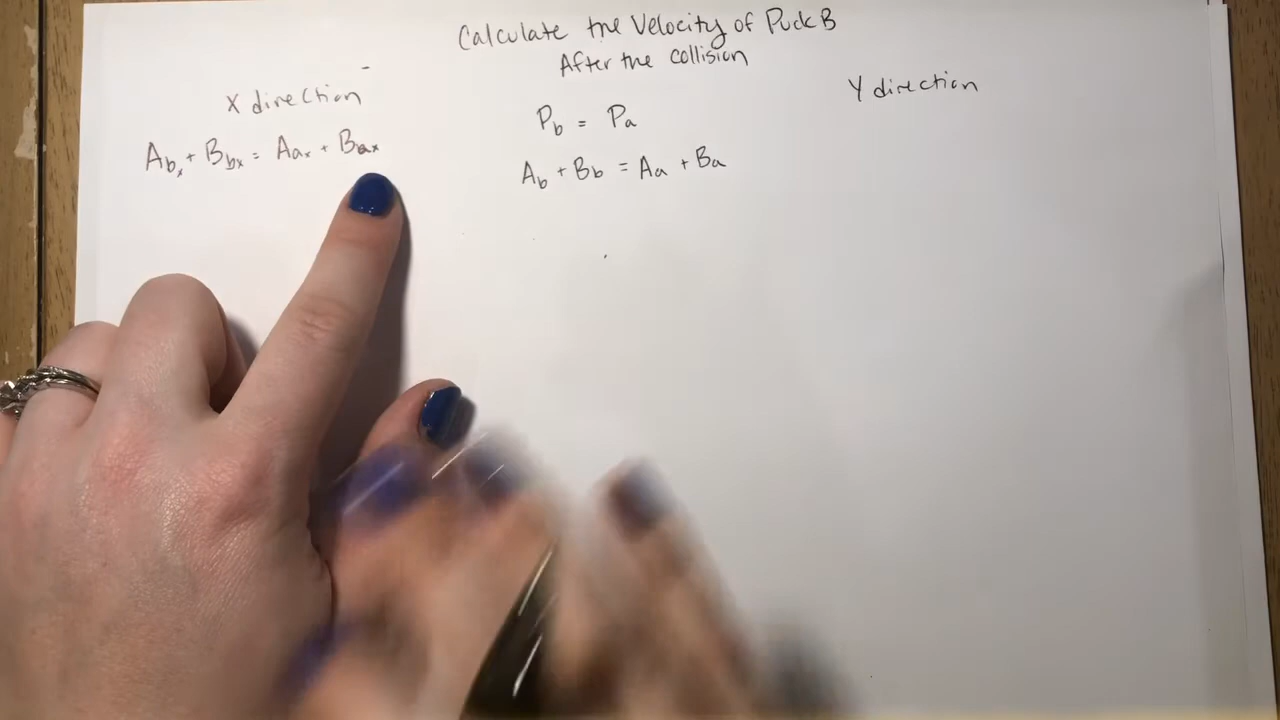 Calculate the Velocity of Puck B
After the collision
X direction
Y direction
Pb = Pa
Abx + Bbx = Aax + Bax
Ab + Bb = Aa + Ba